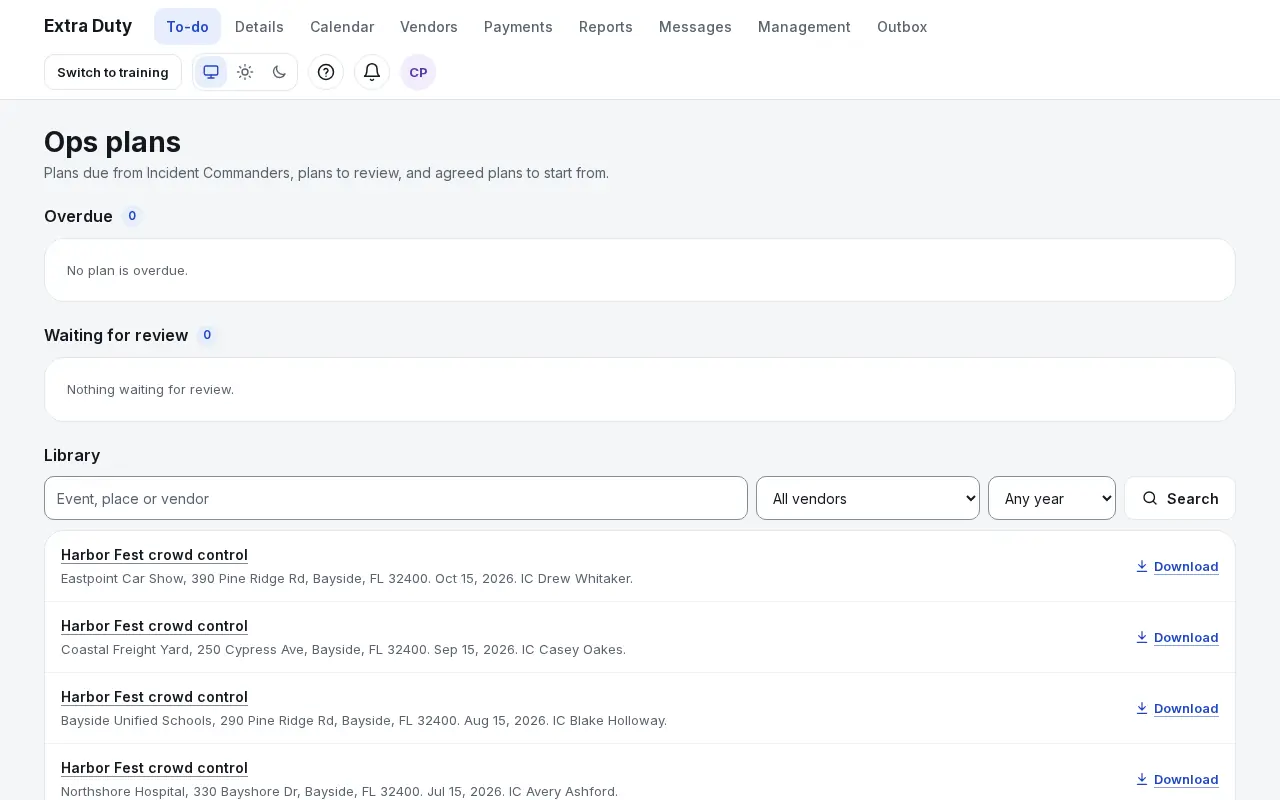 Extra Duty
To-do
Details
Calendar
Vendors
Payments
Reports
Messages
Management
Outbox
Switch to training
CP
Ops plans
Plans due from Incident Commanders, plans to review, and agreed plans to start from.
Overdue 0
No plan is overdue.
Waiting for review 0
Nothing waiting for review.
Library
Event, place or vendor
All vendors
Any year
Search
Harbor Fest crowd control
Eastpoint Car Show, 390 Pine Ridge Rd, Bayside, FL 32400. Oct 15, 2026. IC Drew Whitaker.
Download
Harbor Fest crowd control
Coastal Freight Yard, 250 Cypress Ave, Bayside, FL 32400. Sep 15, 2026. IC Casey Oakes.
Download
Harbor Fest crowd control
Bayside Unified Schools, 290 Pine Ridge Rd, Bayside, FL 32400. Aug 15, 2026. IC Blake Holloway.
Download
Harbor Fest crowd control
Northshore Hospital, 330 Bayshore Dr, Bayside, FL 32400. Jul 15, 2026. IC Avery Ashford.
Download